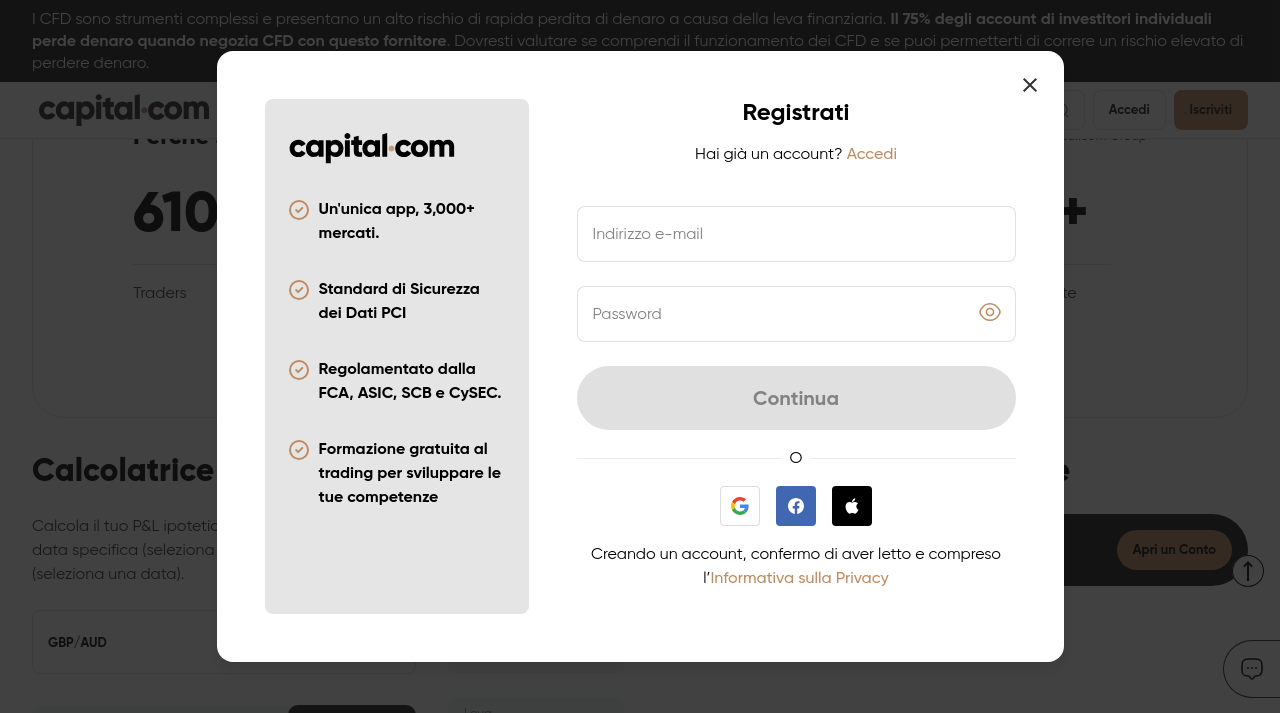 I CFD sono strumenti complessi e presentano un alto rischio di rapida perdita di denaro a causa della leva finanziaria. Il 75% degli account di investitori individuali
perde denaro quando negozia CFD con questo fornitore. Dovresti valutare se comprendi il funzionamento dei CFD e se puoi permetterti di correre un rischio elevato di
perdere denaro.
capital.com
Accedi
Iscriviti
610
+
Traders
Calcolatrice
Calcola il tuo P&L
data specifica (seleziona
(seleziona una data).
Apri un Conto
GBP/AUD
capital.com
Un'unica app, 3,000+
mercati.
Standard di Sicurezza
dei Dati PCI
Regolamentato dalla
FCA, ASIC, SCB e CySEC.
Formazione gratuita al
trading per sviluppare le
tue competenze
Registrati
Hai già un account? Accedi
Indirizzo e-mail
Password
Continua
O
Creando un account, confermo di aver letto e compreso
l’Informativa sulla Privacy